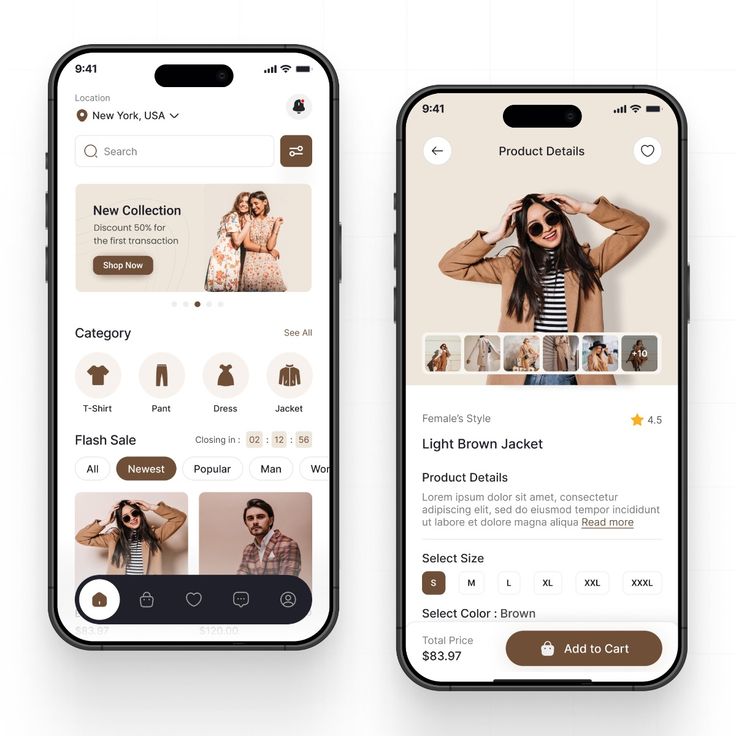 9:41
Location
New York, USA
Search
New Collection
Discount 50% for
the first transaction
Shop Now
Category
See All
T-Shirt
Pant
Dress
Jacket
Flash Sale
Closing in : 02 : 12 : 56
All
Newest
Popular
Man
Wor
$83.97
$120.00
9:41
Product Details
+10
Female's Style
4.5
Light Brown Jacket
Product Details
Lorem ipsum dolor sit amet, consectetur
adipiscing elit, sed do eiusmod tempor incididunt
ut labore et dolore magna aliqua Read more
Select Size
S
M
L
XL
XXL
XXXL
Select Color : Brown
Total Price
$83.97
Add to Cart